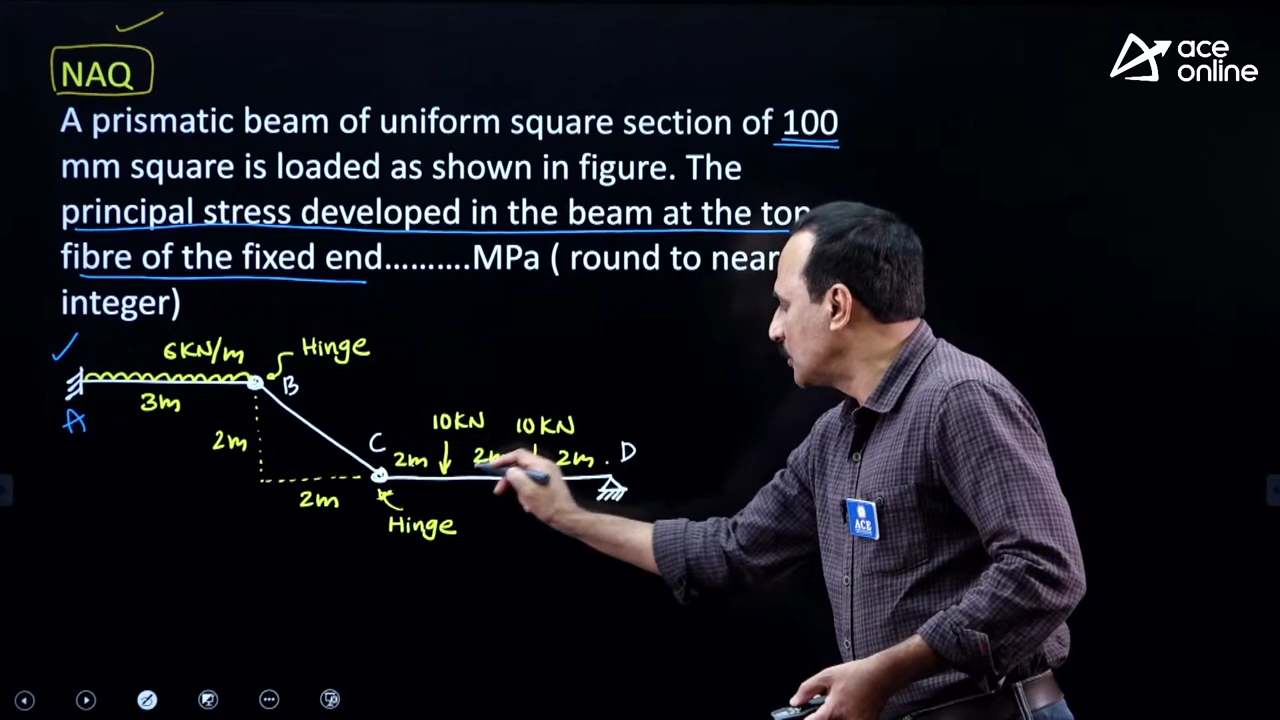 ace
online
NAQ
A prismatic beam of uniform square section of 100
mm square is loaded as shown in figure. The
principal stress developed in the beam at the
fibre of the fixed end..........MPa ( round to
integer)
6KN/m
Hinge
B
3m
A
2m
2m
C
Hinge
2m
10KN
2m
10KN
2m
D
ACE